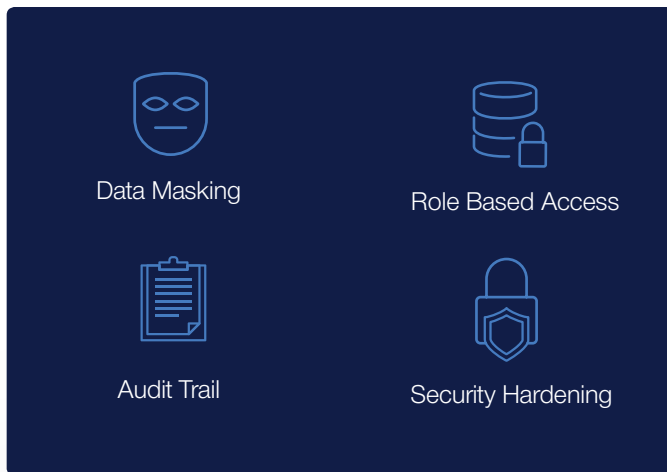 Data Masking
Role Based Access
Audit Trail
Security Hardening